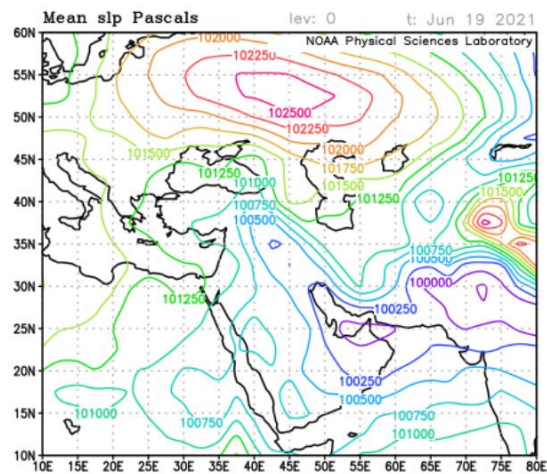 Mean slp Pascals lev: 0 t: Jun 19 2021
NOAA Physical Sciences Laboratory
60N
55N
50N
45N
40N
35N
30N
25N
20N
15N
10N
102000
102250
102500
102250
102000
101750
101500
101500
101250
101000
100750
100500
101250
101250
101500
100750
100500
100000
100250
101250
100250
100500
101000
100750
100750
101000
10E 15E 20E 25E 30E 35E 40E 45E 50E 55E 60E 65E 70E 75E 80E